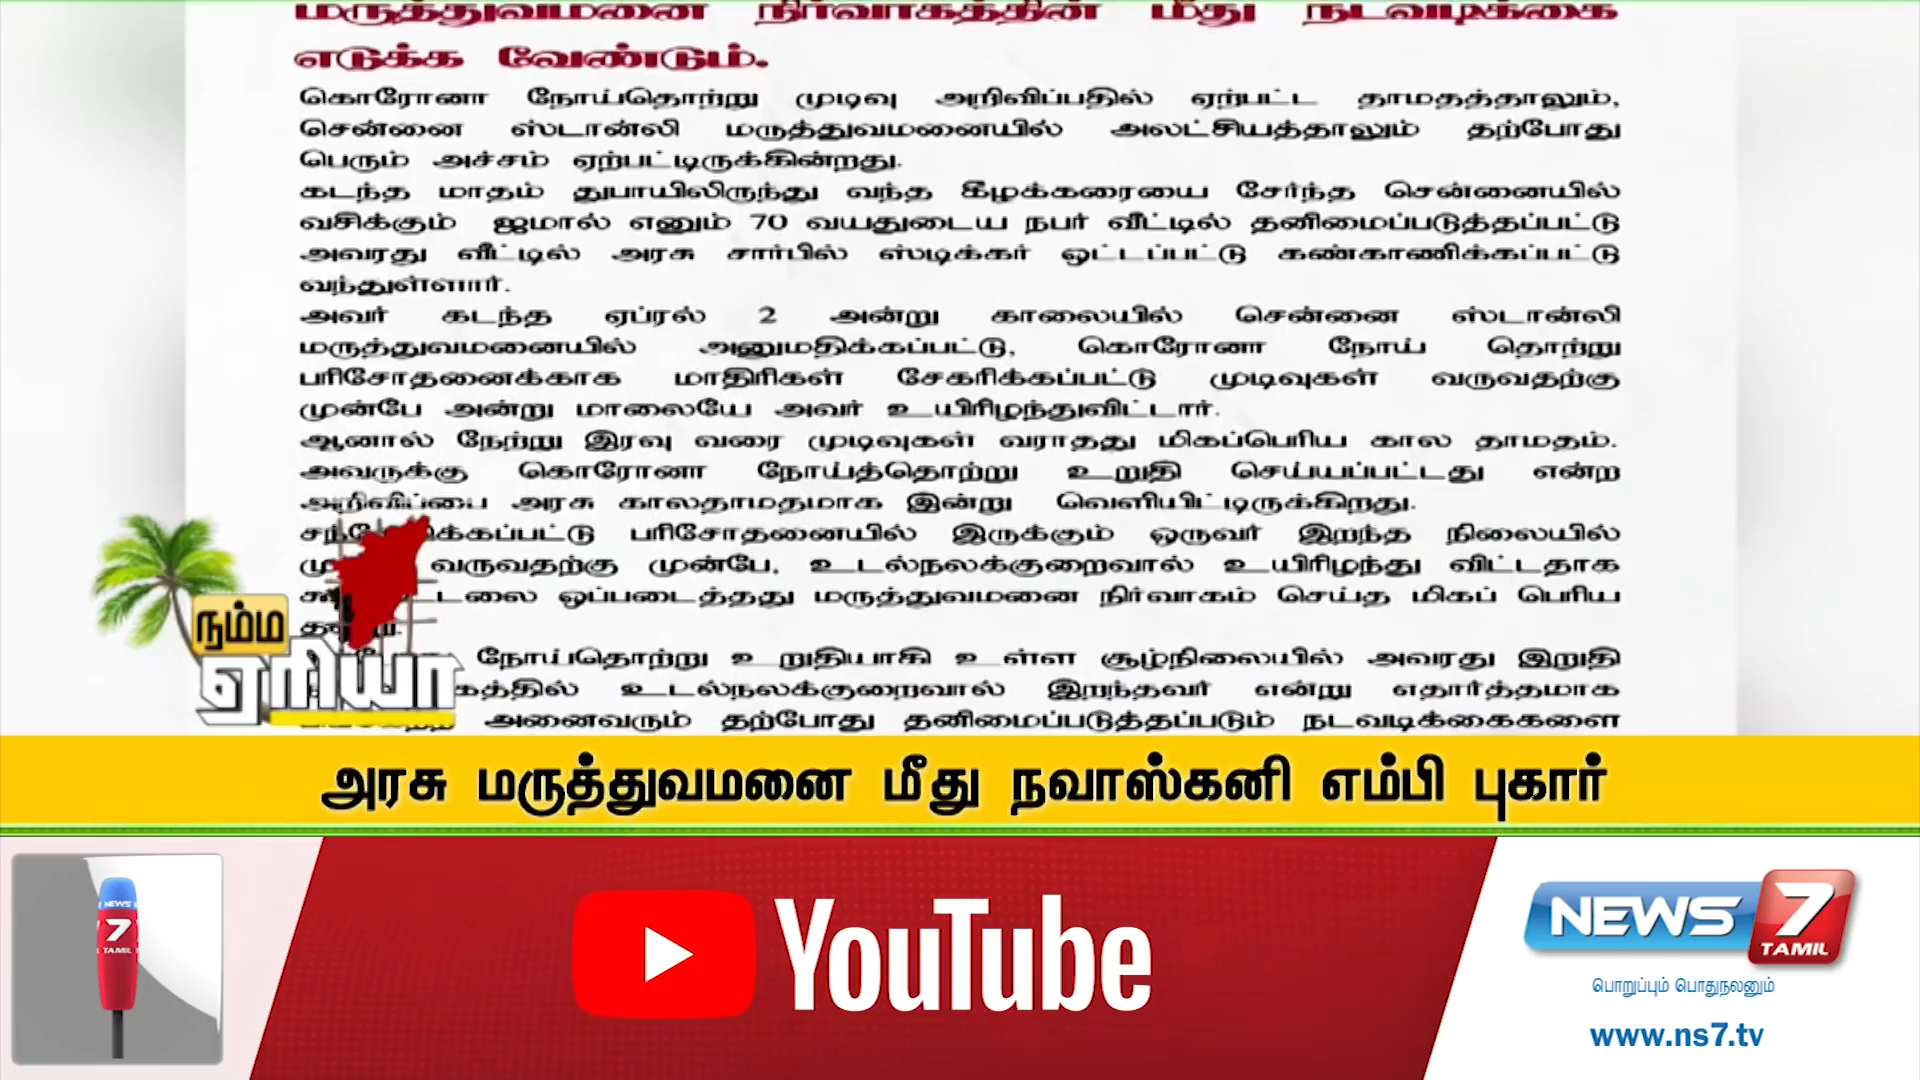 மருத்துவமனை நிர்வாகத்தின் மீது நடவடிக்கை
எடுக்க வேண்டும்.
கொரோனா நோய்தொற்று முடிவு அறிவிப்பதில் ஏற்பட்ட தாமதத்தாலும்,
சென்னை ஸ்டான்லி மருத்துவமனையில் அலட்சியத்தாலும் தற்போது
பெரும் அச்சம் ஏற்பட்டிருக்கின்றது.
கடந்த மாதம் துபாயிலிருந்து வந்த கீழக்கரையை சேர்ந்த சென்னையில்
வசிக்கும் ஜமால் எனும் 70 வயதுடைய நபர் வீட்டில் தனிமைப்படுத்தப்பட்டு
அவரது வீட்டில் அரசு சார்பில் ஸ்டிக்கர் ஒட்டப்பட்டு கண்காணிக்கப்பட்டு
வந்துள்ளார்.
அவர் கடந்த ஏப்ரல் 2 அன்று காலையில் சென்னை ஸ்டான்லி
மருத்துவமனையில் அனுமதிக்கப்பட்டு, கொரோனா நோய் தொற்று
பரிசோதனைக்காக மாதிரிகள் சேகரிக்கப்பட்டு முடிவுகள் வருவதற்கு
முன்பே அன்று மாலையே அவர் உயிரிழந்துவிட்டார்.
ஆனால் நேற்று இரவு வரை முடிவுகள் வராதது மிகப்பெரிய கால தாமதம்.
அவருக்கு கொரோனா நோய்த்தொற்று உறுதி செய்யப்பட்டது என்ற
அறிவிப்பை அரசு காலதாமதமாக இன்று வெளியிட்டிருக்கிறது.
பரிசோதனையில் இருக்கும் ஒருவர் இறந்த நிலையில்
வருவதற்கு முன்பே, உடல்நலக்குறைவால் உயிரிழந்து விட்டதாக
ஒப்படைத்தது மருத்துவமனை நிர்வாகம் செய்த மிகப் பெரிய
நோய்தொற்று உறுதியாகி உள்ள சூழ்நிலையில் அவரது இறுதி
உடல்நலக்குறைவால் இறந்தவர் என்று எதார்த்தமாக
அனைவரும் தற்போது தனிமைப்படுத்தப்படும் நடவடிக்கைகளை
நம்ம
ஏரியா
அரசு மருத்துவமனை மீது நவாஸ்கனி எம்பி புகார்
NEWS
7
TAMIL
YouTube
NEWS 7
TAMIL
பொறுப்பும் பொதுநலனும்
www.ns7.tv